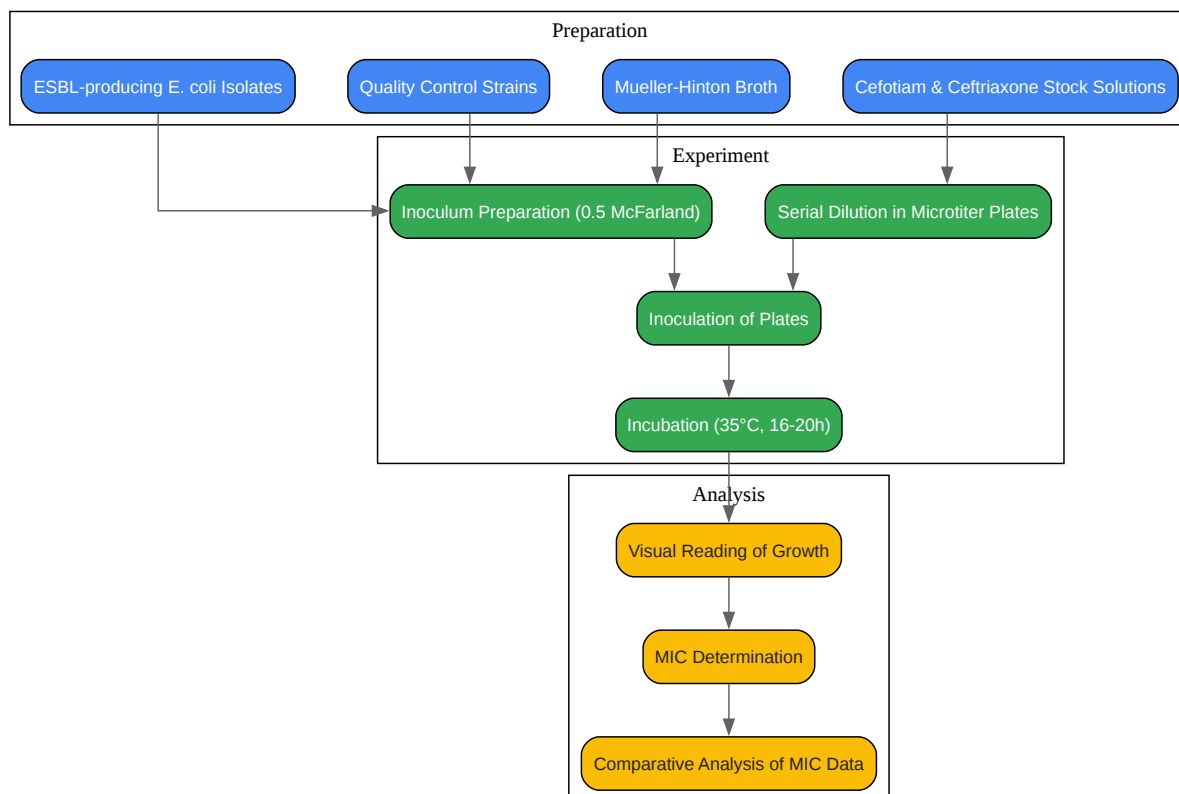 Preparation
ESBL-producing E. coli Isolates
Quality Control Strains
Mueller-Hinton Broth
Cefotiam & Ceftriaxone Stock Solutions
Experiment
Inoculum Preparation (0.5 McFarland)
Serial Dilution in Microtiter Plates
Inoculation of Plates
Incubation (35°C, 16-20h)
Analysis
Visual Reading of Growth
MIC Determination
Comparative Analysis of MIC Data